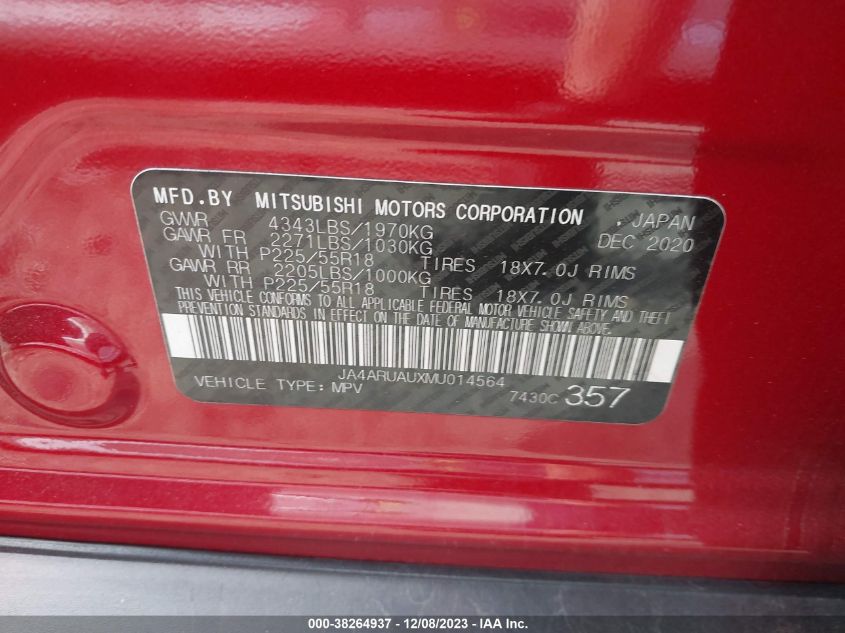 MFD.BY MITSUBISHI MOTORS CORPORATION , JAPAN
GVWR 4343LBS/1970KG DEC 2020
GAWR FR 2271LBS/1030KG
WITH P225/55R18 TIRES 18X7.0J RIMS
GAWR RR 2205LBS/1000KG
WITH P225/55R18 TIRES 18X7.0J RIMS
THIS VEHICLE CONFORMS TO ALL APPLICABLE FEDERAL MOTOR VEHICLE SAFETY AND THEFT
PREVENTION STANDARDS IN EFFECT ON THE DATE OF MANUFACTURE SHOWN ABOVE.
JA4ARUAUXMU014564
VEHICLE TYPE: MPV 7430C 357
000-38264937 - 12/08/2023 - IAA Inc.